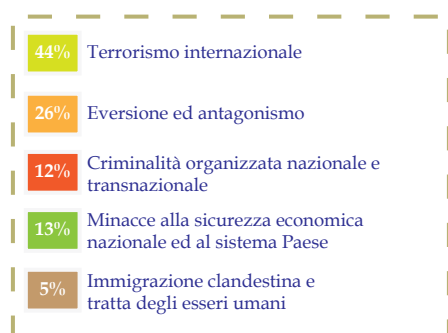 44% Terrorismo internazionale
26% Eversione ed antagonismo
12% Criminalità organizzata nazionale e
transnazionale
13% Minacce alla sicurezza economica
nazionale ed al sistema Paese
5% Immigrazione clandestina e
tratta degli esseri umani